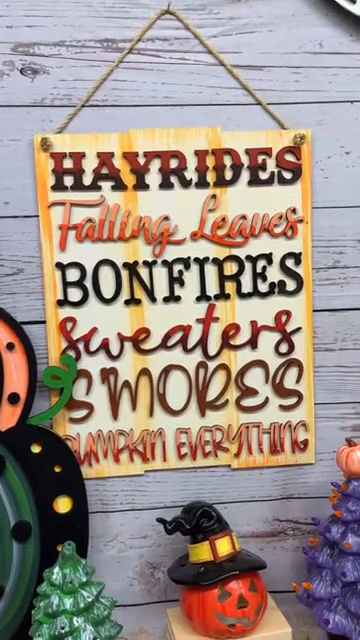 HAYRIDES
Falling Leaves
BONFIRES
sweaters
S'MORES
PUMPKIN EVERYTHING